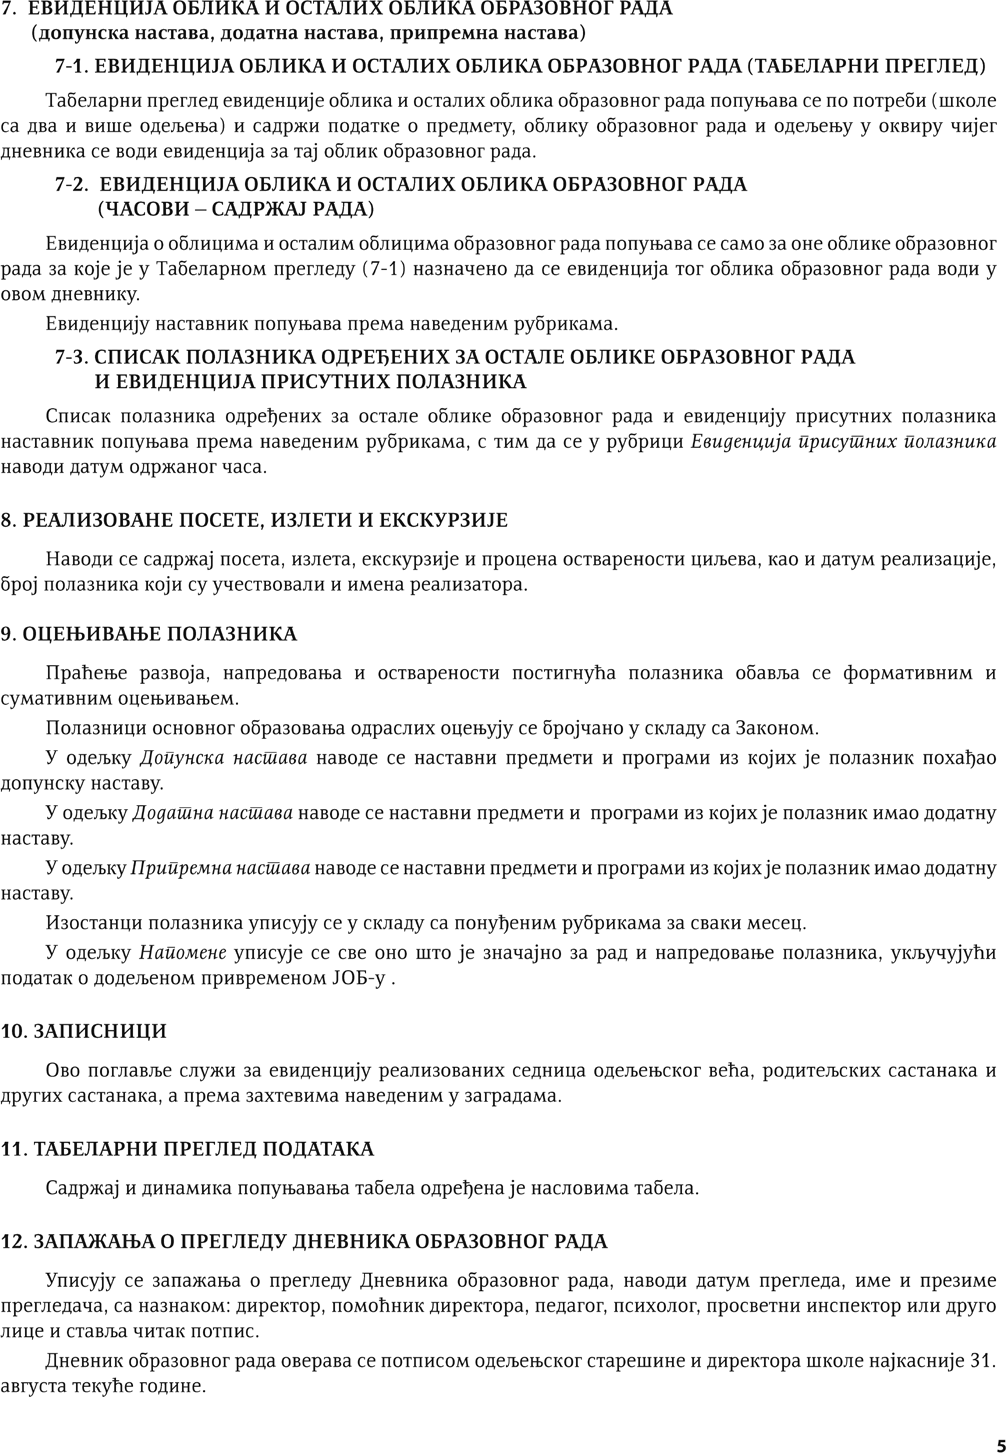 7. ЕВИДЕНЦИЈА ОБЛИКА И ОСТАЛИХ ОБЛИКА ОБРАЗОВНОГ РАДА
(допунска настава, додатна настава, припремна настава)
7-1. ЕВИДЕНЦИЈА ОБЛИКА И ОСТАЛИХ ОБЛИКА ОБРАЗОВНОГ РАДА (ТАБЕЛАРНИ ПРЕГЛЕД)
Табеларни преглед евиденције облика и осталих облика образовног рада попуњава се по потреби (школе
са два и више одељења) и садржи податке о предмету, облику образовног рада и одељењу у оквиру чијег
дневника се води евиденција за тај облик образовног рада.
7-2. ЕВИДЕНЦИЈА ОБЛИКА И ОСТАЛИХ ОБЛИКА ОБРАЗОВНОГ РАДА
(ЧАСОВИ – САДРЖАЈ РАДА)
Евиденција о облицима и осталим облицима образовног рада попуњава се само за оне облике образовног
рада за које је у Табеларном прегледу (7-1) назначено да се евиденција тог облика образовног рада води у
овом дневнику.
Евиденцију наставник попуњава према наведеним рубрикама.
7-3. СПИСАК ПОЛАЗНИКА ОДРЕЂЕНИХ ЗА ОСТАЛЕ ОБЛИКЕ ОБРАЗОВНОГ РАДА
И ЕВИДЕНЦИЈА ПРИСУТНИХ ПОЛАЗНИКА
Списак полазника одређених за остале облике образовног рада и евиденцију присутних полазника
наставник попуњава према наведеним рубрикама, с тим да се у рубрици Евиденција присутних полазника
наводи датум одржаног часа.
8. РЕАЛИЗОВАНЕ ПОСЕТЕ, ИЗЛЕТИ И ЕКСКУРЗИЈЕ
Наводи се садржај посета, излета, екскурзије и процена остварености циљева, као и датум реализације,
број полазника који су учествовали и имена реализатора.
9. ОЦЕЊИВАЊЕ ПОЛАЗНИКА
Праћење развоја, напредовања и остварености постигнућа полазника обавља се формативним и
сумативним оцењивањем.
Полазници основног образовања одраслих оцењују се бројчано у складу са Законом.
У одељку Допунска настава наводе се наставни предмети и програми из којих је полазник похађао
допунску наставу.
У одељку Додатна настава наводе се наставни предмети и програми из којих је полазник имао додатну
наставу.
У одељку Припремна настава наводе се наставни предмети и програми из којих је полазник имао додатну
наставу.
Изостанци полазника уписују се у складу са понуђеним рубрикама за сваки месец.
У одељку Напомене уписује се све оно што је значајно за рад и напредовање полазника, укључујући
податак о додељеном привременом ЈОБ-у .
10. ЗАПИСНИЦИ
Ово поглавље служи за евиденцију реализованих седница одељењског већа, родитељских састанака и
других састанака, а према захтевима наведеним у заградама.
11. ТАБЕЛАРНИ ПРЕГЛЕД ПОДАТАКА
Садржај и динамика попуњавања табела одређена је насловима табела.
12. ЗАПАЖАЊА О ПРЕГЛЕДУ ДНЕВНИКА ОБРАЗОВНОГ РАДА
Уписују се запажања о прегледу Дневника образовног рада, наводи датум прегледа, име и презиме
прегледача, са назнаком: директор, помоћник директора, педагог, психолог, просветни инспектор или друго
лице и ставља читак потпис.
Дневник образовног рада оверава се потписом одељењског старешине и директора школе најкасније 31.
августа текуће године.
5